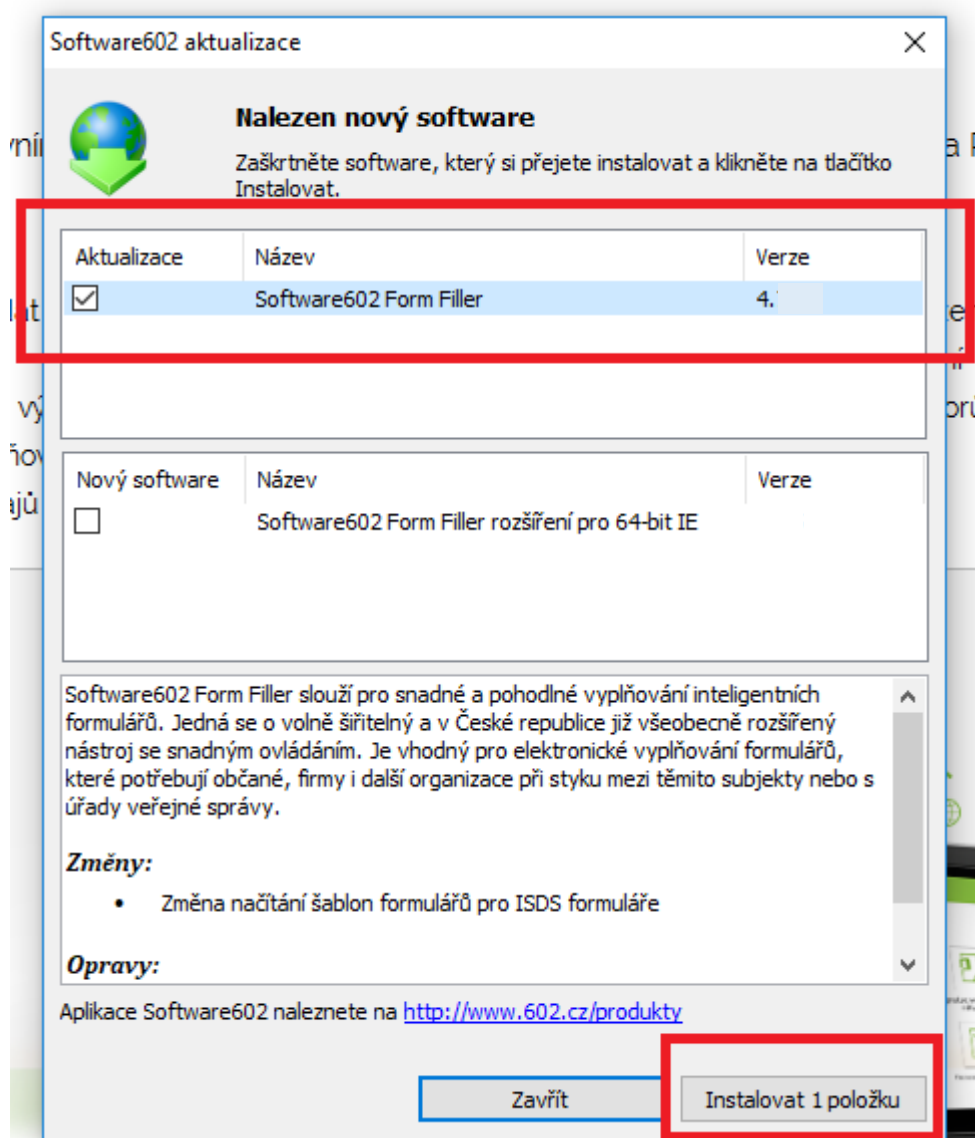 Software602 aktualizace
Nalezen nový software
Zaškrtněte software, který si přejete instalovat a klikněte na tlačítko
Instalovat.
Aktualizace Název Verze
Software602 Form Filler 4.
Nový software Název Verze
Software602 Form Filler rozšíření pro 64-bit IE
Software602 Form Filler slouží pro snadné a pohodlné vyplňování inteligentních
formulářů. Jedná se o volně šiřitelný a v České republice již všeobecně rozšířený
nástroj se snadným ovládáním. Je vhodný pro elektronické vyplňování formulářů,
které potřebují občané, firmy i další organizace při styku mezi těmito subjekty nebo s
úřady veřejné správy.
Změny:
• Změna načítání šablon formulářů pro ISDS formuláře
Opravy:
Aplikace Software602 naleznete na http://www.602.cz/produkty
Zavřít Instalovat 1 položku